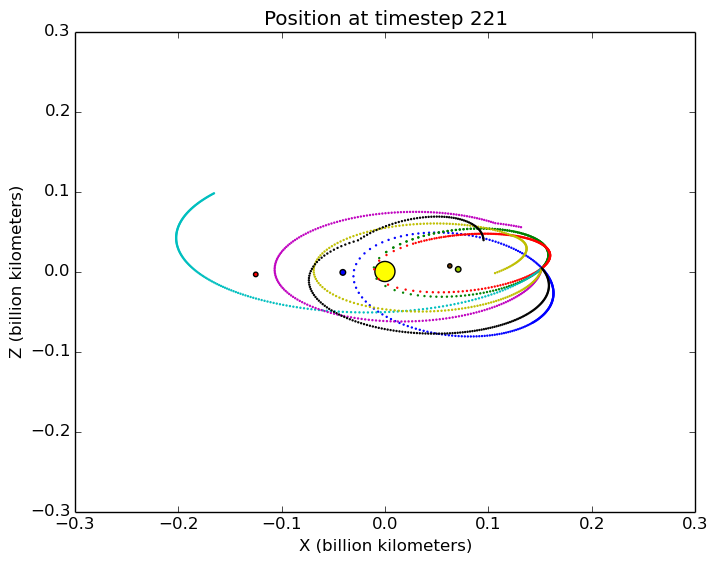 Position at timestep 221
0.3
0.2
0.1
0.0
−0.1
−0.2
−0.3
Z (billion kilometers)
−0.3 −0.2 −0.1 0.0 0.1 0.2 0.3
X (billion kilometers)